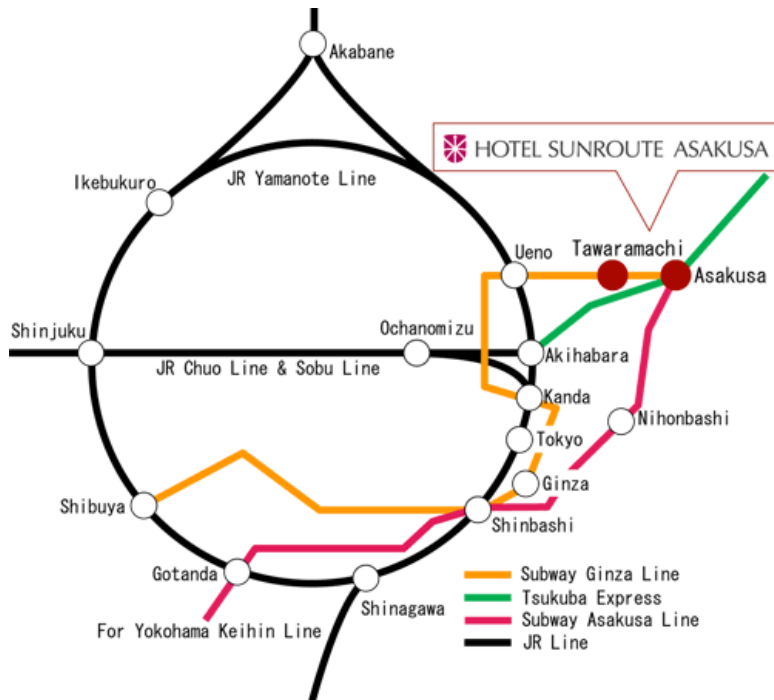 Akabane
HOTEL SUNROUTE ASAKUSA
JR Yamanote Line
Ikebukuro
Ueno
Tawaramachi
Asakusa
Shinjuku
Ochanomizu
Akihabara
JR Chuo Line & Sobu Line
Kanda
Nihonbashi
Tokyo
Ginza
Shibuya
Shinbashi
Gotanda
Shinagawa
For Yokohama Keihin Line
Subway Ginza Line
Tsukuba Express
Subway Asakusa Line
JR Line